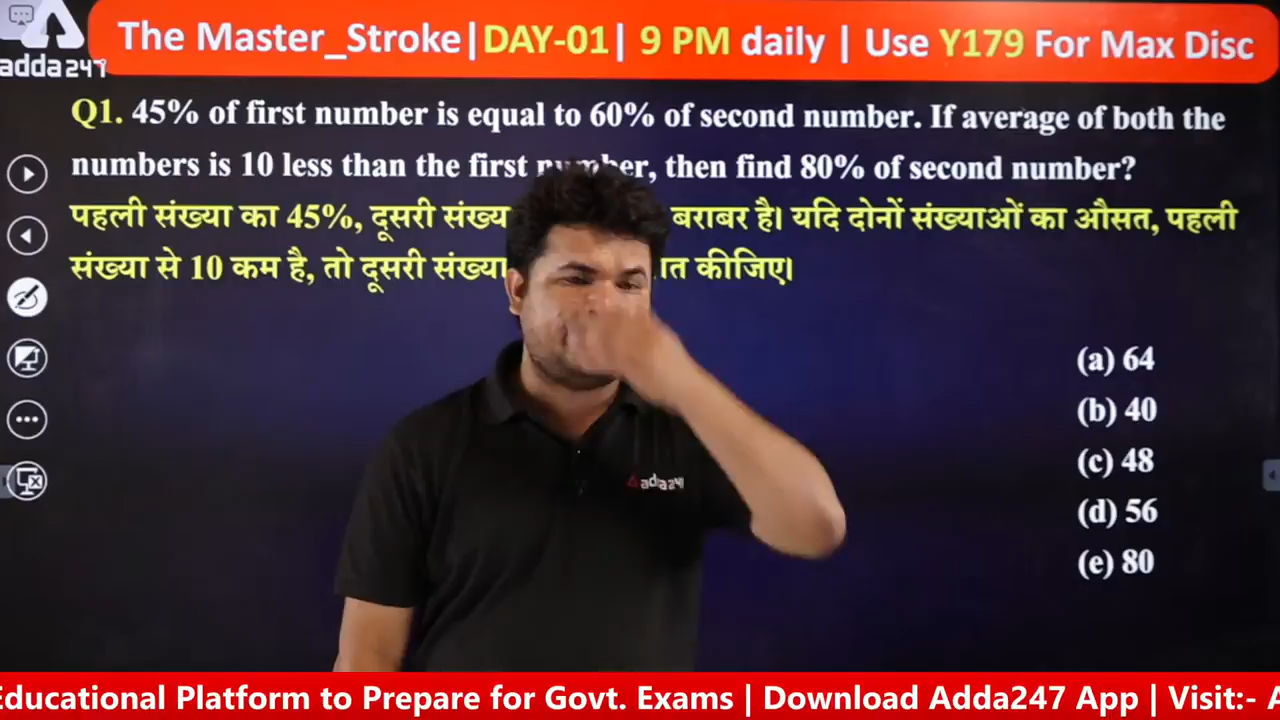 The Master_Stroke|DAY-01| 9 PM daily | Use Y179 For Max Disc
adda247
Q1. 45% of first number is equal to 60% of second number. If average of both the
numbers is 10 less than the first number, then find 80% of second number?
पहली संख्या का 45%, दूसरी संख्या बराबर है। यदि दोनों संख्याओं का औसत, पहली
संख्या से 10 कम है, तो दूसरी संख्या कीजिए।
(a) 64
(b) 40
(c) 48
(d) 56
(e) 80
adda247
Educational Platform to Prepare for Govt. Exams | Download Adda247 App | Visit:-